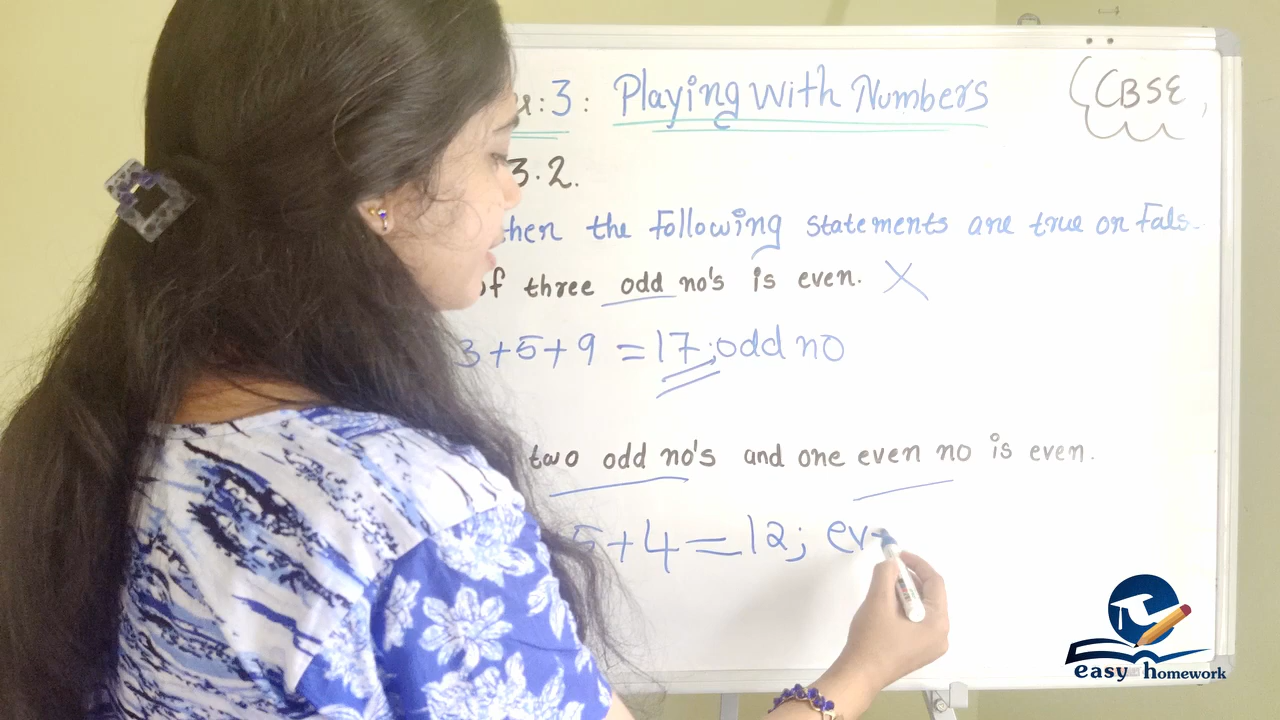 : 3 : Playing With Numbers
CBSE
3.2.
the following statements are true or Fals
of three odd no's is even. X
3 + 5 + 9 = 17; odd no
two odd no's and one even no is even.
5 + 4 = 12; eve
easy homework